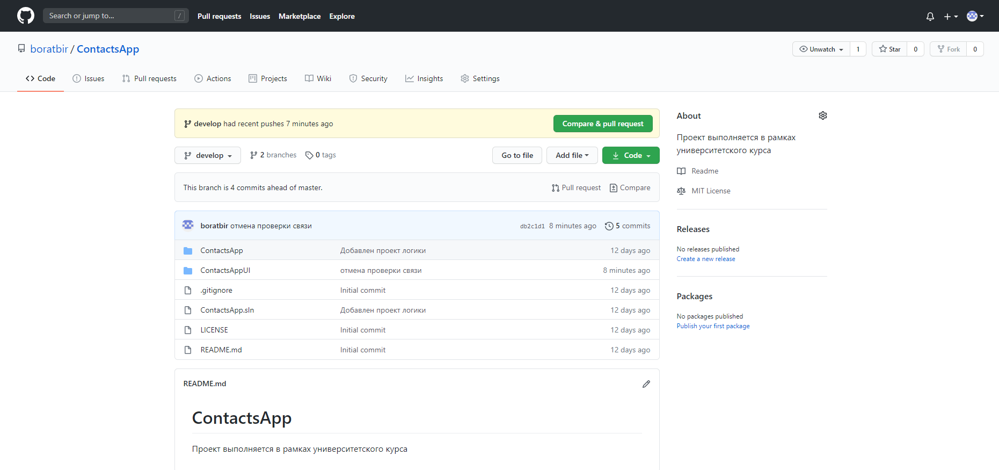 Search or jump to... /
Pull requests Issues Marketplace Explore
boratbir / ContactsApp
Unwatch 1 Star 0 Fork 0
Code Issues Pull requests Actions Projects Wiki Security Insights Settings
develop had recent pushes 7 minutes ago
Compare & pull request
develop 2 branches 0 tags
Go to file Add file Code
This branch is 4 commits ahead of master.
Pull request Compare
boratbir отмена проверки связи db2c1d1 8 minutes ago 5 commits
ContactsApp Добавлен проект логики 12 days ago
ContactsAppUI отмена проверки связи 8 minutes ago
.gitignore Initial commit 12 days ago
ContactsApp.sln Добавлен проект логики 12 days ago
LICENSE Initial commit 12 days ago
README.md Initial commit 12 days ago
README.md
ContactsApp
Проект выполняется в рамках университетского курса
About
Проект выполняется в рамках
университетского курса
Readme
MIT License
Releases
No releases published
Create a new release
Packages
No packages published
Publish your first package